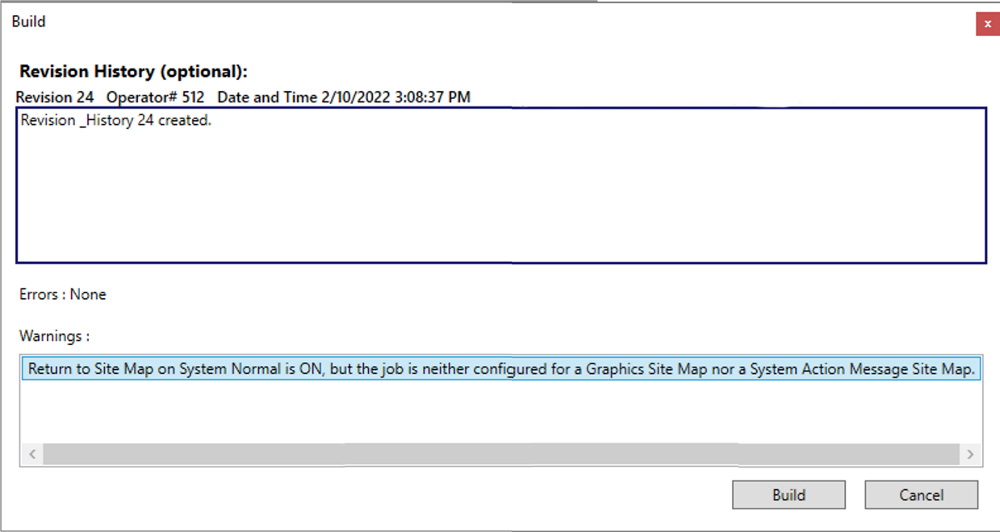 Build
x
Revision History (optional):
Revision 24 Operator# 512 Date and Time 2/10/2022 3:08:37 PM
Revision _History 24 created.
Errors : None
Warnings :
Return to Site Map on System Normal is ON, but the job is neither configured for a Graphics Site Map nor a System Action Message Site Map.
Build Cancel